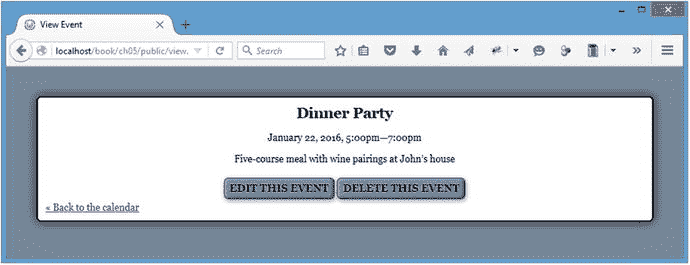 View Event
localhost/book/ch05/public/view.
Search
Dinner Party
January 22, 2016, 5:00pm—7:00pm
Five-course meal with wine pairings at John's house
EDIT THIS EVENT DELETE THIS EVENT
« Back to the calendar